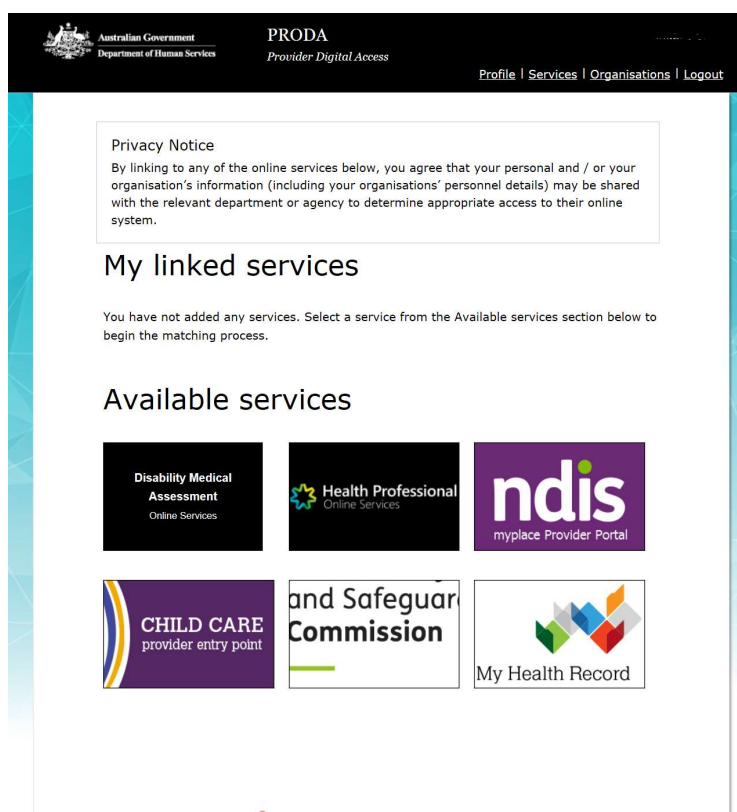 Australian Government
Department of Human Services
PRODA
Provider Digital Access
Profile | Services | Organisations | Logout
Privacy Notice
By linking to any of the online services below, you agree that your personal and / or your
organisation's information (including your organisations' personnel details) may be shared
with the relevant department or agency to determine appropriate access to their online
system.
My linked services
You have not added any services. Select a service from the Available services section below to
begin the matching process.
Available services
Disability Medical
Assessment
Online Services
Health Professional
Online Services
ndis
myplace Provider Portal
CHILD CARE
provider entry point
and Safeguar
Commission
My Health Record